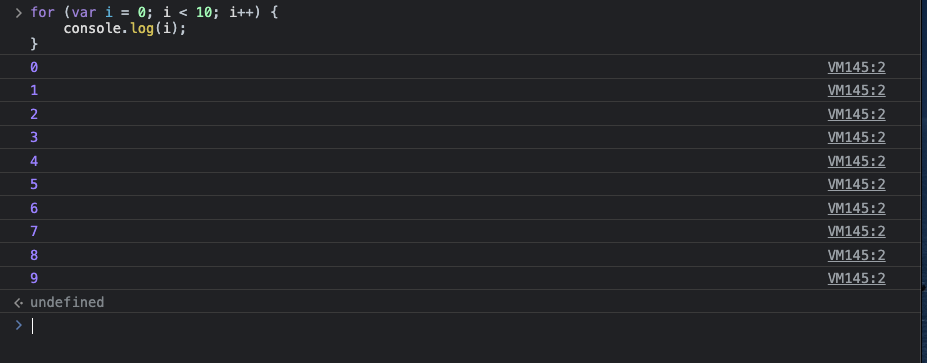 for (var i = 0; i < 10; i++) {
    console.log(i);
}
0 VM145:2
1 VM145:2
2 VM145:2
3 VM145:2
4 VM145:2
5 VM145:2
6 VM145:2
7 VM145:2
8 VM145:2
9 VM145:2
undefined